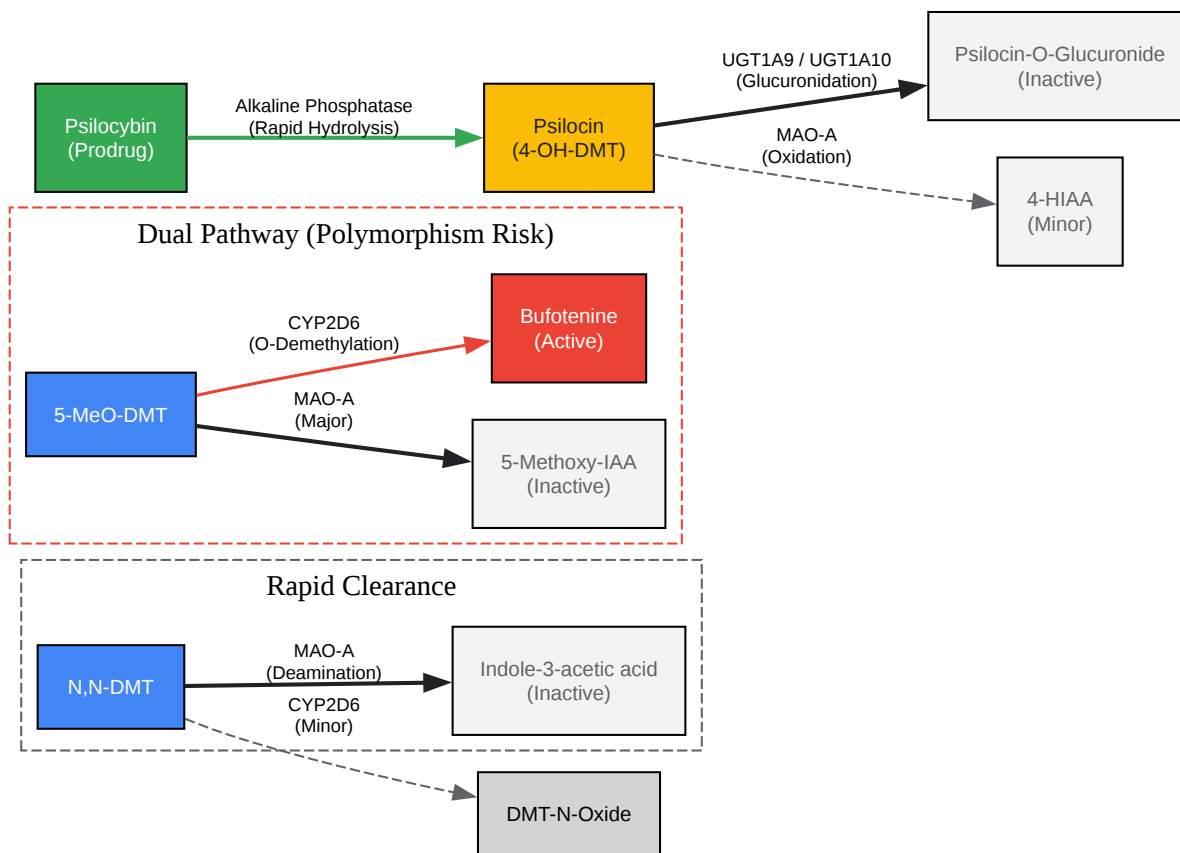 Psilocybin
(Prodrug)
Alkaline Phosphatase
(Rapid Hydrolysis)
Psilocin
(4-OH-DMT)
UGT1A9 / UGT1A10
(Glucuronidation)
Psilocin-O-Glucuronide
(Inactive)
MAO-A
(Oxidation)
4-HIAA
(Minor)
Dual Pathway (Polymorphism Risk)
5-MeO-DMT
CYP2D6
(O-Demethylation)
Bufotenine
(Active)
MAO-A
(Major)
5-Methoxy-IAA
(Inactive)
Rapid Clearance
N,N-DMT
MAO-A
(Deamination)
Indole-3-acetic acid
(Inactive)
CYP2D6
(Minor)
DMT-N-Oxide